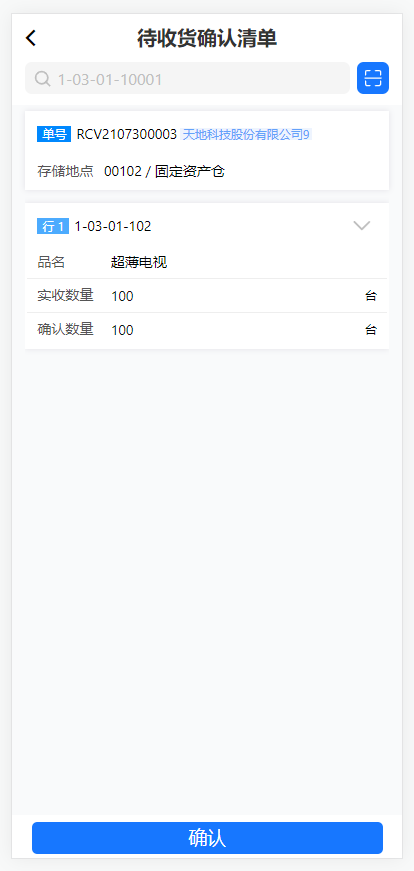 待收货确认清单
1-03-01-10001
单号 RCV2107300003 天地科技股份有限公司9
存储地点 00102 / 固定资产仓
行 1 1-03-01-102
品名 超薄电视
实收数量 100 台
确认数量 100 台
确认